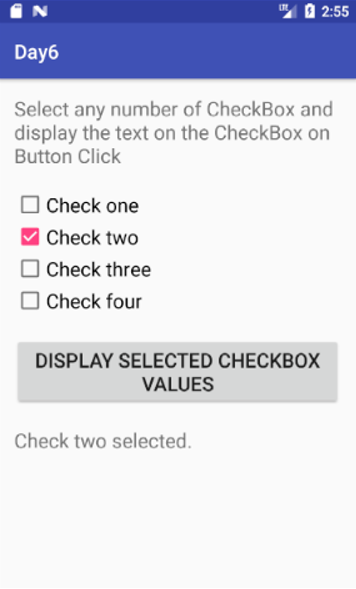 LTE 2:55
Day6
Select any number of CheckBox and
display the text on the CheckBox on
Button Click
Check one
Check two
Check three
Check four
DISPLAY SELECTED CHECKBOX
VALUES
Check two selected.